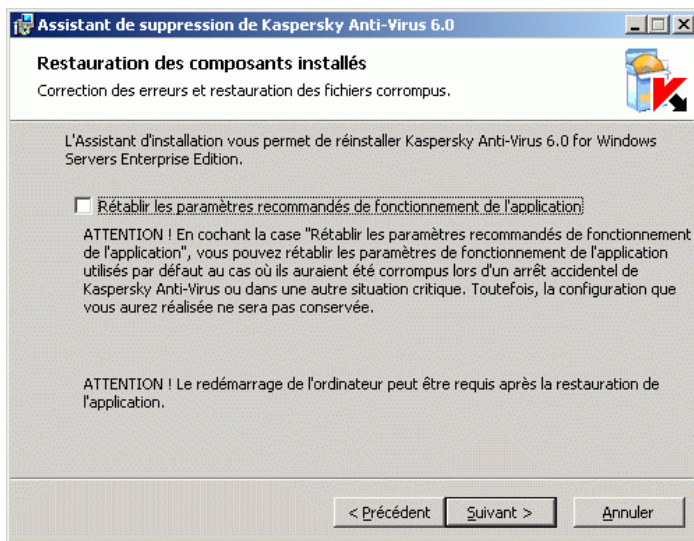 Assistant de suppression de Kaspersky Anti-Virus 6.0
Restauration des composants installés
Correction des erreurs et restauration des fichiers corrompus.
L'Assistant d'installation vous permet de réinstaller Kaspersky Anti-Virus 6.0 for Windows
Servers Enterprise Edition.
Rétablir les paramètres recommandés de fonctionnement de l'application
ATTENTION ! En cochant la case "Rétablir les paramètres recommandés de fonctionnement
de l'application", vous pouvez rétablir les paramètres de fonctionnement de l'application
utilisés par défaut au cas où ils auraient été corrompus lors d'un arrêt accidentel de
Kaspersky Anti-Virus ou dans une autre situation critique. Toutefois, la configuration que
vous aurez réalisée ne sera pas conservée.
ATTENTION ! Le redémarrage de l'ordinateur peut être requis après la restauration de
l'application.
< Précédent Suivant > Annuler